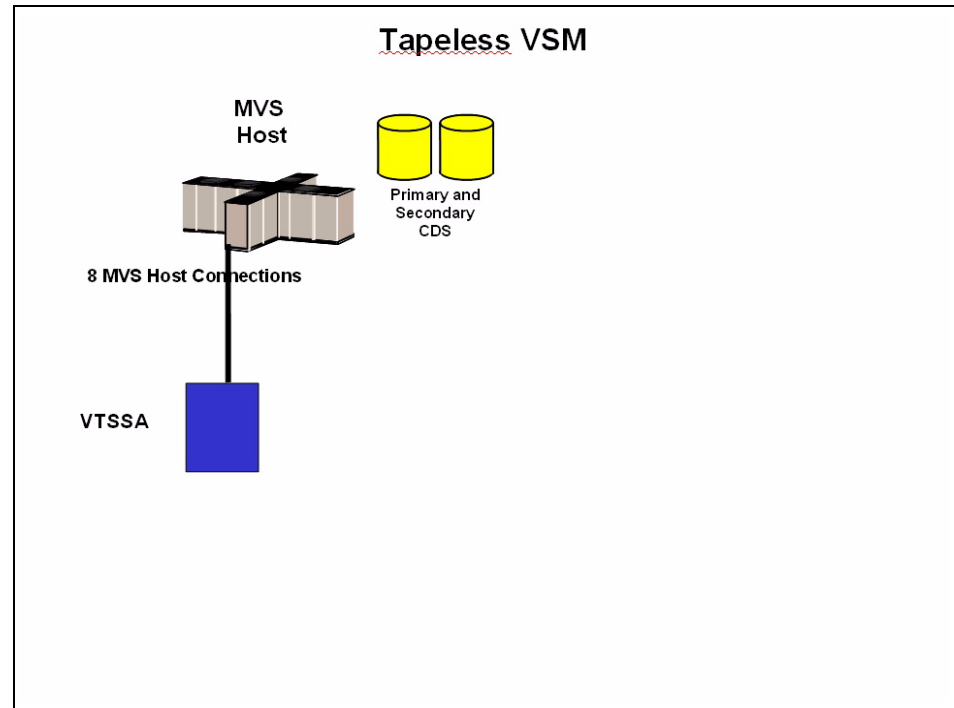 Tapeless VSM
MVS
Host
Primary and
Secondary
CDS
8 MVS Host Connections
VTSSA